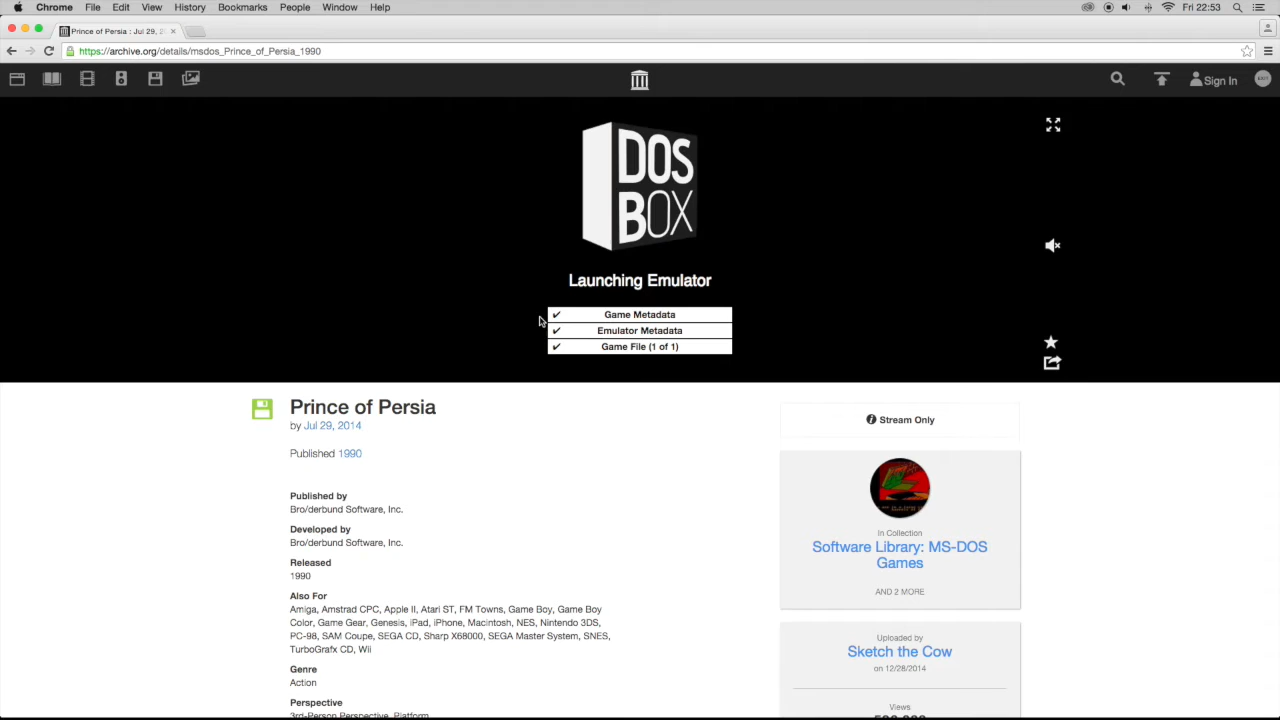 Chrome File Edit View History Bookmarks People Window Help Fri 22:53
Prince of Persia : Jul 29, 2
https://archive.org/details/msdos_Prince_of_Persia_1990
Sign In
EXIT
DOS
BOX
Launching Emulator
✔ Game Metadata
✔ Emulator Metadata
✔ Game File (1 of 1)
Prince of Persia
by Jul 29, 2014
Published 1990
Published by
Bro/derbund Software, Inc.
Developed by
Bro/derbund Software, Inc.
Released
1990
Also For
Amiga, Amstrad CPC, Apple II, Atari ST, FM Towns, Game Boy, Game Boy
Color, Game Gear, Genesis, iPad, iPhone, Macintosh, NES, Nintendo 3DS,
PC-98, SAM Coupe, SEGA CD, Sharp X68000, SEGA Master System, SNES,
TurboGrafx CD, Wii
Genre
Action
Perspective
3rd-Person Perspective, Platform
Stream Only
In Collection
Software Library: MS-DOS
Games
AND 2 MORE
Uploaded by
Sketch the Cow
on 12/28/2014
Views